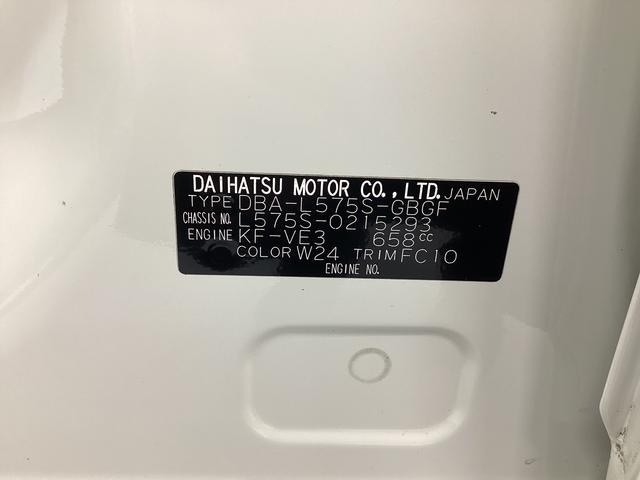 DAIHATSU MOTOR CO., LTD. JAPAN
TYPE DBA-L575S-GBGF
CHASSIS NO. L575S-0215293
ENGINE KF-VE3 658cc
COLOR W24 TRIM FC10
ENGINE NO.